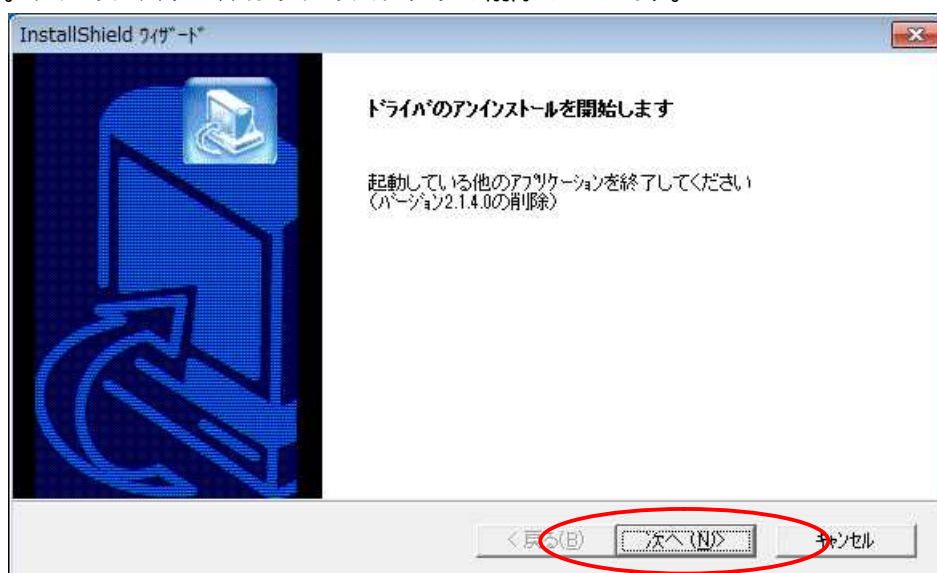 InstallShield ｳｨｻﾞｰﾄﾞ
ﾄﾞﾗｲﾊﾞのｱﾝｲﾝｽﾄｰﾙを開始します
起動している他のｱﾌﾟﾘｹｰｼｮﾝを終了してください
(ﾊﾞｰｼﾞｮﾝ2.1.4.0の削除)
< 戻る(B) 次へ(N)> ｷｬﾝｾﾙ